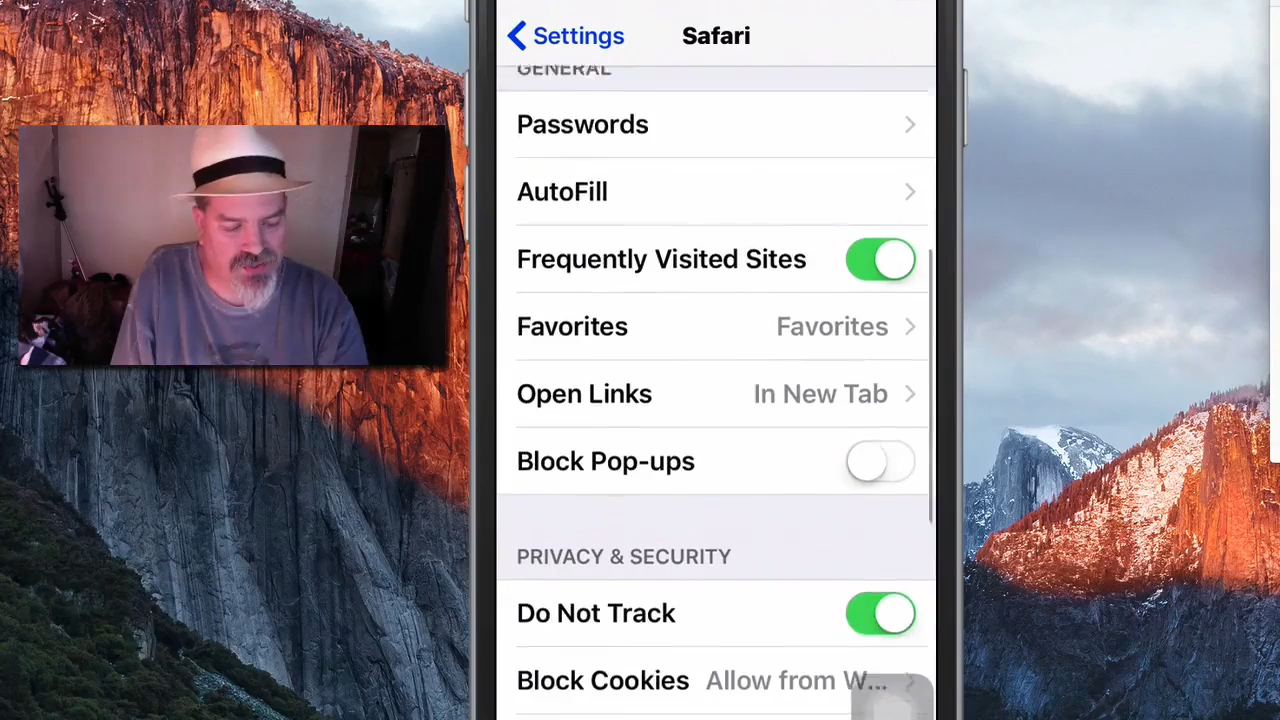 Settings
Safari
GENERAL
Passwords
AutoFill
Frequently Visited Sites
Favorites Favorites
Open Links In New Tab
Block Pop-ups
PRIVACY & SECURITY
Do Not Track
Block Cookies Allow from W...